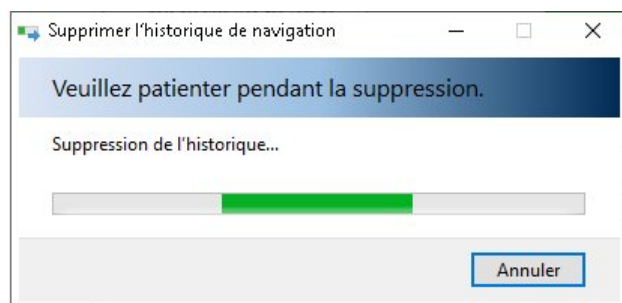 Supprimer l'historique de navigation
Veuillez patienter pendant la suppression.
Suppression de l'historique...
Annuler